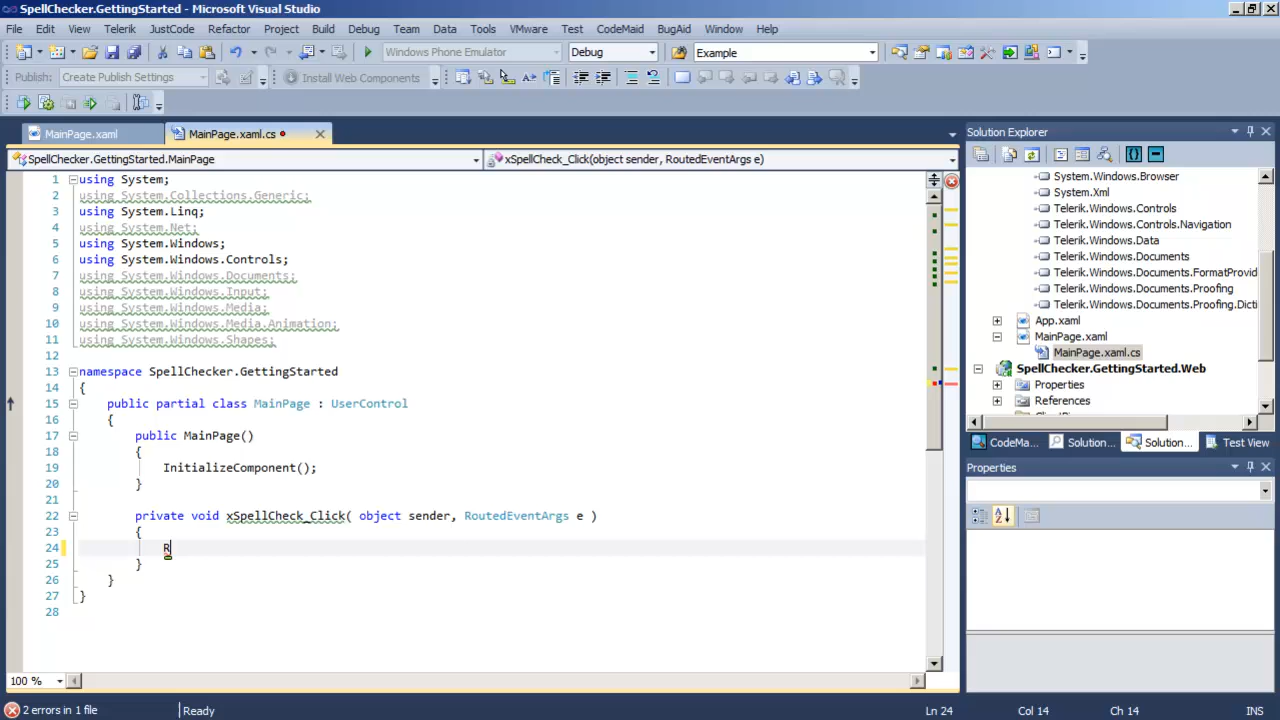 SpellChecker.GettingStarted - Microsoft Visual Studio
File Edit View Telerik JustCode Refactor Project Build Debug Team Data Tools VMware Test CodeMaid BugAid Window Help
Windows Phone Emulator Debug Example
Publish: Create Publish Settings Install Web Components
MainPage.xaml MainPage.xaml.cs
SpellChecker.GettingStarted.MainPage xSpellCheck_Click(object sender, RoutedEventArgs e)
1 using System;
2 using System.Collections.Generic;
3 using System.Linq;
4 using System.Net;
5 using System.Windows;
6 using System.Windows.Controls;
7 using System.Windows.Documents;
8 using System.Windows.Input;
9 using System.Windows.Media;
10 using System.Windows.Media.Animation;
11 using System.Windows.Shapes;
12
13 namespace SpellChecker.GettingStarted
14 {
15 public partial class MainPage : UserControl
16 {
17 public MainPage()
18 {
19 InitializeComponent();
20 }
21
22 private void xSpellCheck_Click( object sender, RoutedEventArgs e )
23 {
24 R
25 }
26 }
27 }
28
100 %
Solution Explorer
System.Windows.Browser
System.Xml
Telerik.Windows.Controls
Telerik.Windows.Controls.Navigation
Telerik.Windows.Data
Telerik.Windows.Documents
Telerik.Windows.Documents.FormatProvid
Telerik.Windows.Documents.Proofing
Telerik.Windows.Documents.Proofing.Dicti
App.xaml
MainPage.xaml
MainPage.xaml.cs
SpellChecker.GettingStarted.Web
Properties
References
CodeMa... Solution... Solution... Test View
Properties
2 errors in 1 file Ready Ln 24 Col 14 Ch 14 INS